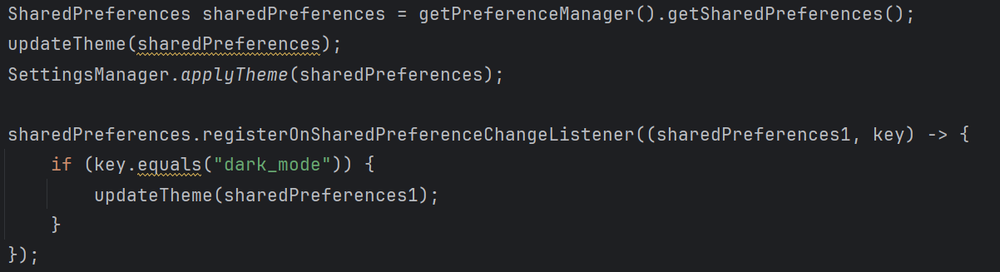 SharedPreferences sharedPreferences = getPreferenceManager().getSharedPreferences();
updateTheme(sharedPreferences);
SettingsManager.applyTheme(sharedPreferences);
sharedPreferences.registerOnSharedPreferenceChangeListener((sharedPreferences1, key) -> {
    if (key.equals("dark_mode")) {
        updateTheme(sharedPreferences1);
    }
});